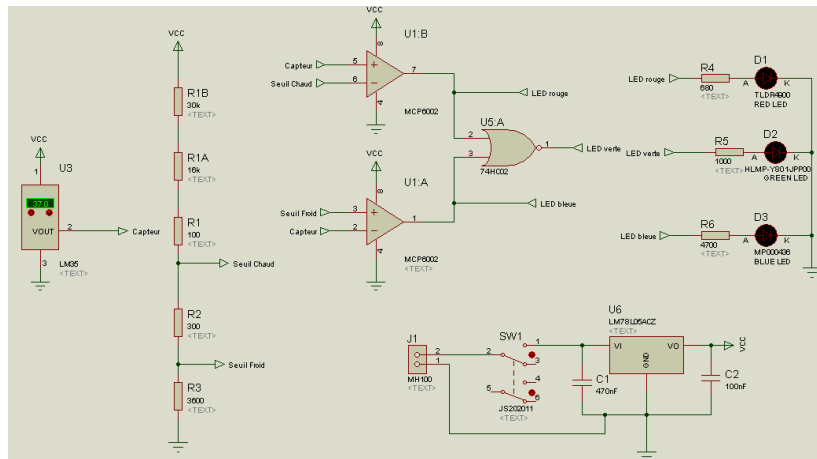 VCC
R1B
30k
<TEXT>
R1A
16k
<TEXT>
R1
100
<TEXT>
Seuil Chaud
R2
300
<TEXT>
Seuil Froid
R3
3600
<TEXT>
VCC
U3
1
37.0
VOUT
2
Capteur
3
LM35
<TEXT>
VCC
U1:B
8
Capteur
5
Seuil Chaud
6
7
4
MCP6002
LED rouge
U5:A
2
3
1
74HC02
LED verte
VCC
U1:A
8
Seuil Froid
3
Capteur
2
1
4
MCP6002
<TEXT>
LED bleue
LED rouge
R4
680
<TEXT>
D1
A
K
TLDR4900
RED LED
LED verte
R5
1000
<TEXT>
D2
A
K
HLMP-Y801JPP00
GREEN LED
LED bleue
R6
4700
<TEXT>
D3
A
K
MP000436
BLUE LED
J1
2
1
MH100
<TEXT>
SW1
2
1
3
4
5
6
JS202011
<TEXT>
C1
470nF
U6
LM78L05ACZ
<TEXT>
VI
VO
GND
VCC
C2
100nF